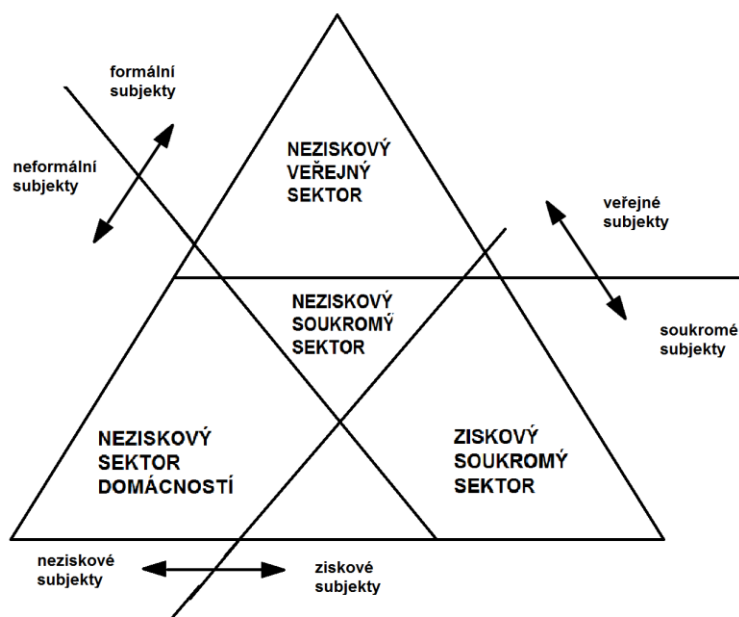 formální
subjekty
neformální
subjekty
NEZISKOVÝ
VEŘEJNÝ
SEKTOR
veřejné
subjekty
NEZISKOVÝ
SOUKROMÝ
SEKTOR
soukromé
subjekty
NEZISKOVÝ
SEKTOR
DOMÁCNOSTÍ
ZISKOVÝ
SOUKROMÝ
SEKTOR
neziskové
subjekty
ziskové
subjekty